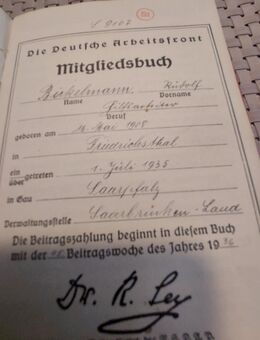 S 9107
Die Deutsche Arbeitsfront
Mitgliedsbuch
Rudolf
Name Vorname
Beruf
geboren am 14. Mai 1908
in Friedrichsthal
ein getreten 1. Juli 1935
über
in Gau Saarpfalz
Verwaltungsstelle Saarbrücken-Land
Die Beitragszahlung beginnt in diesem Buch
mit der Beitragswoche des Jahres 1936
Dr. R. Ley